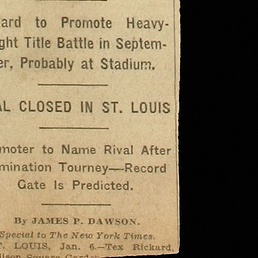 ard to Promote Heavy-
ght Title Battle in Septem-
er, Probably at Stadium.
AL CLOSED IN ST. LOUIS
moter to Name Rival After
mination Tourney—Record
Gate Is Predicted.
By JAMES P. DAWSON.
Special to The New York Times.
T. LOUIS, Jan. 6.—Tex Rickard,